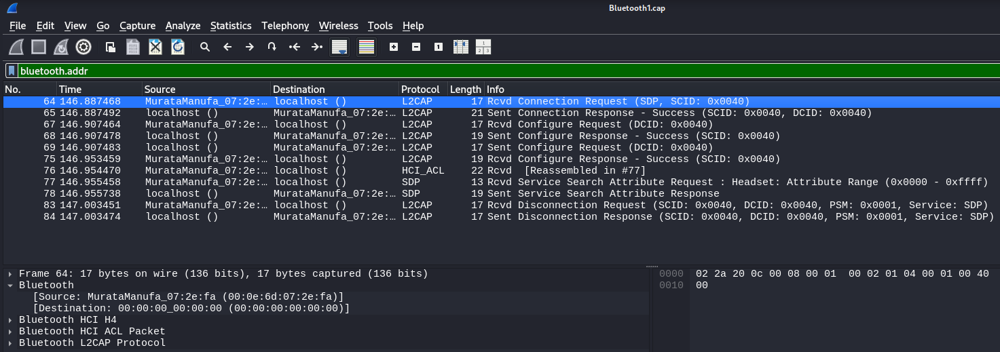 Bluetooth1.cap
File Edit View Go Capture Analyze Statistics Telephony Wireless Tools Help
bluetooth.addr
No. Time Source Destination Protocol Length Info
64 146.887468 MurataManufa_07:2e:… localhost () L2CAP 17 Rcvd Connection Request (SDP, SCID: 0x0040)
65 146.887492 localhost () MurataManufa_07:2e:… L2CAP 21 Sent Connection Response - Success (SCID: 0x0040, DCID: 0x0040)
67 146.907464 MurataManufa_07:2e:… localhost () L2CAP 17 Rcvd Configure Request (DCID: 0x0040)
68 146.907478 localhost () MurataManufa_07:2e:… L2CAP 19 Sent Configure Response - Success (SCID: 0x0040)
69 146.907483 localhost () MurataManufa_07:2e:… L2CAP 17 Sent Configure Request (DCID: 0x0040)
75 146.953459 MurataManufa_07:2e:… localhost () L2CAP 19 Rcvd Configure Response - Success (SCID: 0x0040)
76 146.954470 MurataManufa_07:2e:… localhost () HCI_ACL 22 Rcvd [Reassembled in #77]
77 146.955458 MurataManufa_07:2e:… localhost () SDP 13 Rcvd Service Search Attribute Request : Headset: Attribute Range (0x0000 - 0xffff)
78 146.955738 localhost () MurataManufa_07:2e:… SDP 19 Sent Service Search Attribute Response
83 147.003451 MurataManufa_07:2e:… localhost () L2CAP 17 Rcvd Disconnection Request (SCID: 0x0040, DCID: 0x0040, PSM: 0x0001, Service: SDP)
84 147.003474 localhost () MurataManufa_07:2e:… L2CAP 17 Sent Disconnection Response (SCID: 0x0040, DCID: 0x0040, PSM: 0x0001, Service: SDP)
Frame 64: 17 bytes on wire (136 bits), 17 bytes captured (136 bits)
Bluetooth
[Source: MurataManufa_07:2e:fa (00:0e:6d:07:2e:fa)]
[Destination: 00:00:00_00:00:00 (00:00:00:00:00:00)]
Bluetooth HCI H4
Bluetooth HCI ACL Packet
Bluetooth L2CAP Protocol
0000 02 2a 20 0c 00 08 00 01 00 02 01 04 00 01 00 40
0010 00